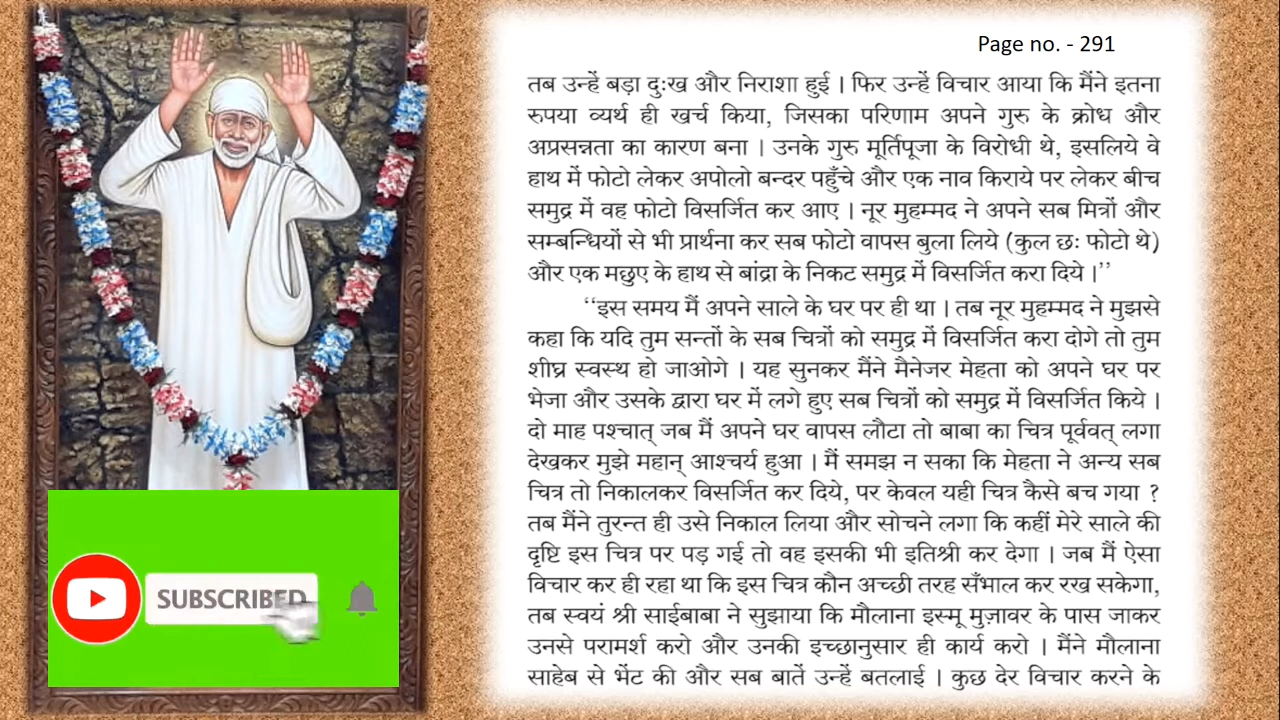 Page no. - 291
तब उन्हें बड़ा दुःख और निराशा हुई । फिर उन्हें विचार आया कि मैंने इतना
रुपया व्यर्थ ही खर्च किया, जिसका परिणाम अपने गुरु के क्रोध और
अप्रसन्नता का कारण बना । उनके गुरु मूर्तिपूजा के विरोधी थे, इसलिये वे
हाथ में फोटो लेकर अपोलो बन्दर पहुँचे और एक नाव किराये पर लेकर बीच
समुद्र में वह फोटो विसर्जित कर आए । नूर मुहम्मद ने अपने सब मित्रों और
सम्बन्धियों से भी प्रार्थना कर सब फोटो वापस बुला लिये (कुल छः फोटो थे)
और एक मछुए के हाथ से बांद्रा के निकट समुद्र में विसर्जित करा दिये ।’’
‘‘इस समय मैं अपने साले के घर पर ही था । तब नूर मुहम्मद ने मुझसे
कहा कि यदि तुम सन्तों के सब चित्रों को समुद्र में विसर्जित करा दोगे तो तुम
शीघ्र स्वस्थ हो जाओगे । यह सुनकर मैंने मैनेजर मेहता को अपने घर पर
भेजा और उसके द्वारा घर में लगे हुए सब चित्रों को समुद्र में विसर्जित किये ।
दो माह पश्चात् जब मैं अपने घर वापस लौटा तो बाबा का चित्र पूर्ववत् लगा
देखकर मुझे महान् आश्चर्य हुआ । मैं समझ न सका कि मेहता ने अन्य सब
चित्र तो निकालकर विसर्जित कर दिये, पर केवल यही चित्र कैसे बच गया ?
तब मैंने तुरन्त ही उसे निकाल लिया और सोचने लगा कि कहीं मेरे साले की
दृष्टि इस चित्र पर पड़ गई तो वह इसकी भी इतिश्री कर देगा । जब मैं ऐसा
विचार कर ही रहा था कि इस चित्र कौन अच्छी तरह सँभाल कर रख सकेगा,
तब स्वयं श्री साईबाबा ने सुझाया कि मौलाना इस्मू मुज़ावर के पास जाकर
उनसे परामर्श करो और उनकी इच्छानुसार ही कार्य करो । मैंने मौलाना
साहेब से भेंट की और सब बातें उन्हें बतलाई । कुछ देर विचार करने के
SUBSCRIBED